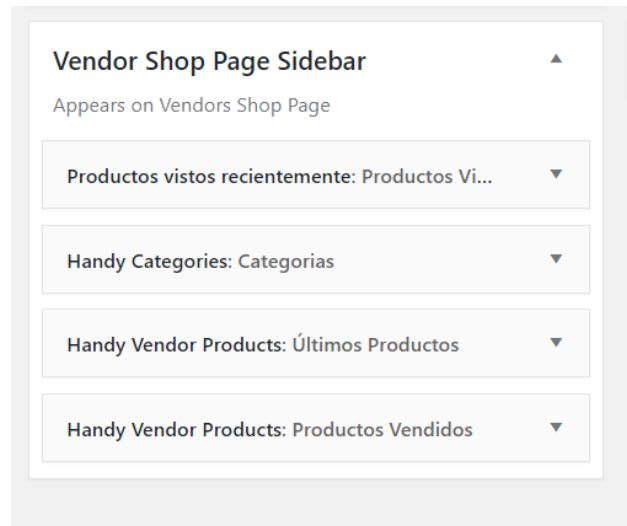 Vendor Shop Page Sidebar
Appears on Vendors Shop Page
Productos vistos recientemente: Productos Vi...
Handy Categories: Categorias
Handy Vendor Products: Últimos Productos
Handy Vendor Products: Productos Vendidos